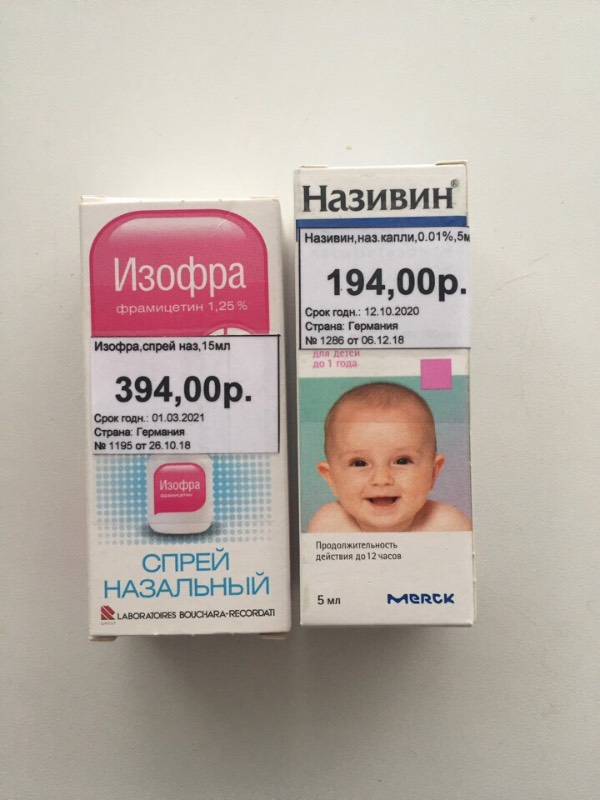 Изофра
фрамицетин 1,25 %
Изофра,спрей наз,15мл
394,00р.
Срок годн.: 01.03.2021
Страна: Германия
№ 1195 от 26.10.18
Изофра
фрамицетин
СПРЕЙ
НАЗАЛЬНЫЙ
LABORATOIRES BOUCHARA-RECORDATI
Називин®
Називин,наз.капли,0.01%,5м
194,00р.
Срок годн.: 12.10.2020
Страна: Германия
№ 1286 от 06.12.18
для детей
до 1 года
Продолжительность
действия до 12 часов
5 мл
MERCK